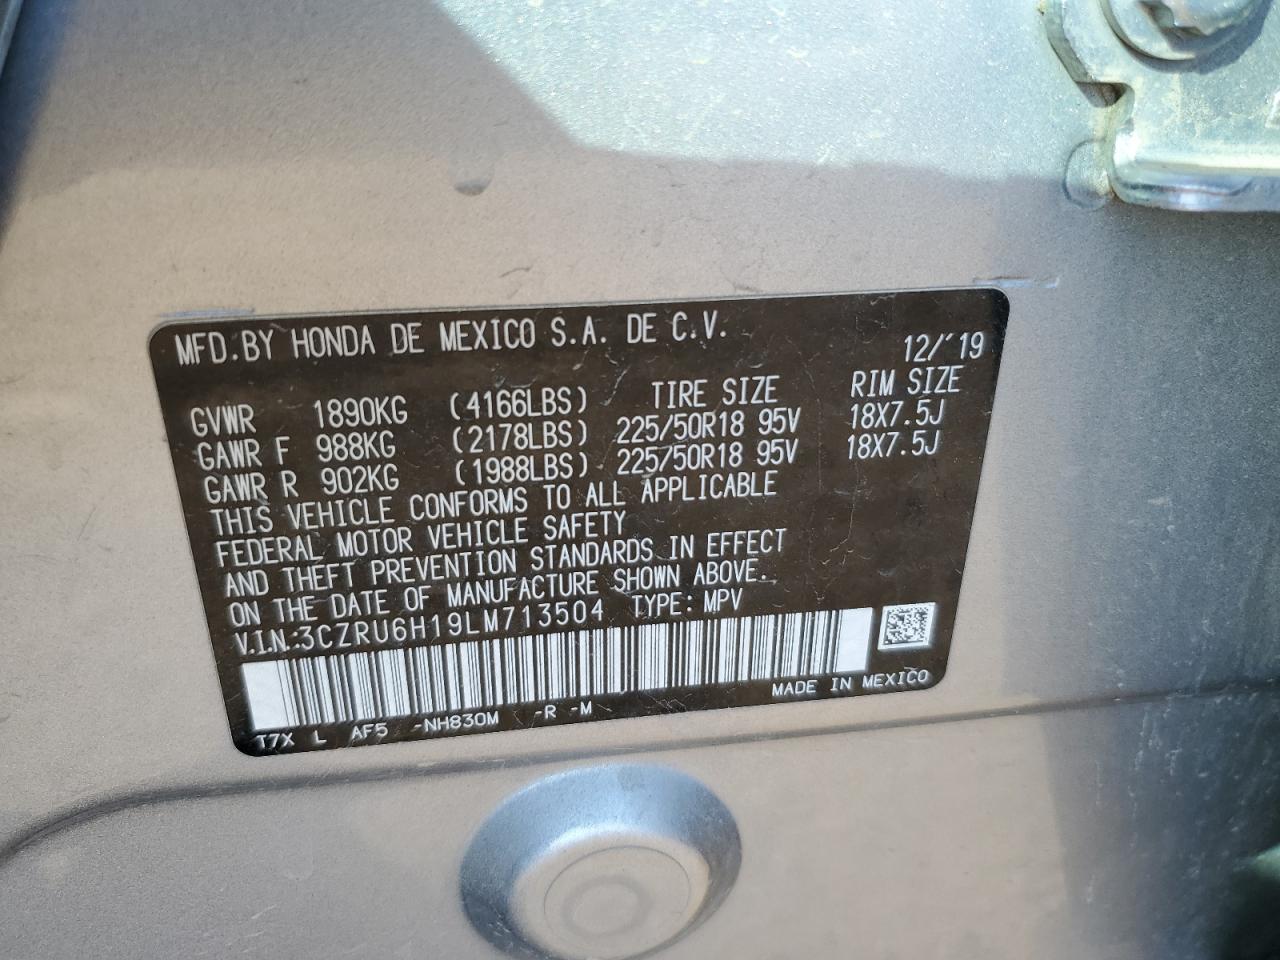 MFD.BY HONDA DE MEXICO S.A. DE C.V.
12/'19
GVWR 1890KG (4166LBS) TIRE SIZE RIM SIZE
GAWR F 988KG (2178LBS) 225/50R18 95V 18X7.5J
GAWR R 902KG (1988LBS) 225/50R18 95V 18X7.5J
THIS VEHICLE CONFORMS TO ALL APPLICABLE
FEDERAL MOTOR VEHICLE SAFETY
AND THEFT PREVENTION STANDARDS IN EFFECT
ON THE DATE OF MANUFACTURE SHOWN ABOVE.
V.I.N:3CZRU6H19LM713504 TYPE: MPV
MADE IN MEXICO
T7X L AF5 -NH830M -R -M